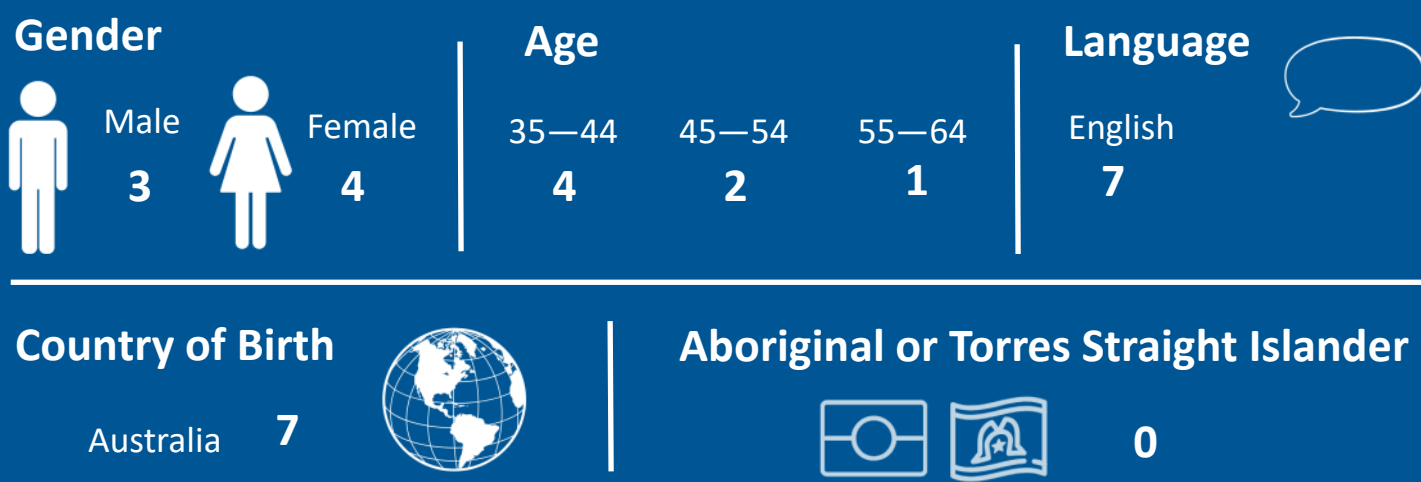 Gender
Male
3
Female
4
Age
35—44 45—54 55—64
4 2 1
Language
English
7
Country of Birth
Australia 7
Aboriginal or Torres Straight Islander
0